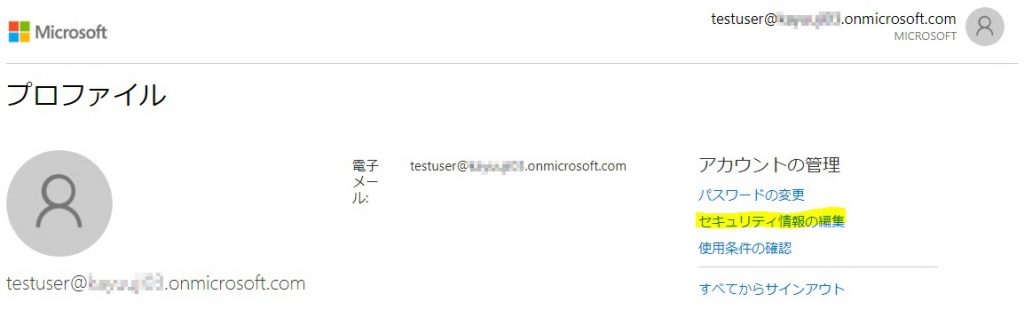 Microsoft
testuser@ .onmicrosoft.com
MICROSOFT
プロファイル
電子メール:
testuser@ .onmicrosoft.com
アカウントの管理
パスワードの変更
セキュリティ情報の編集
使用条件の確認
すべてからサインアウト
testuser@ .onmicrosoft.com